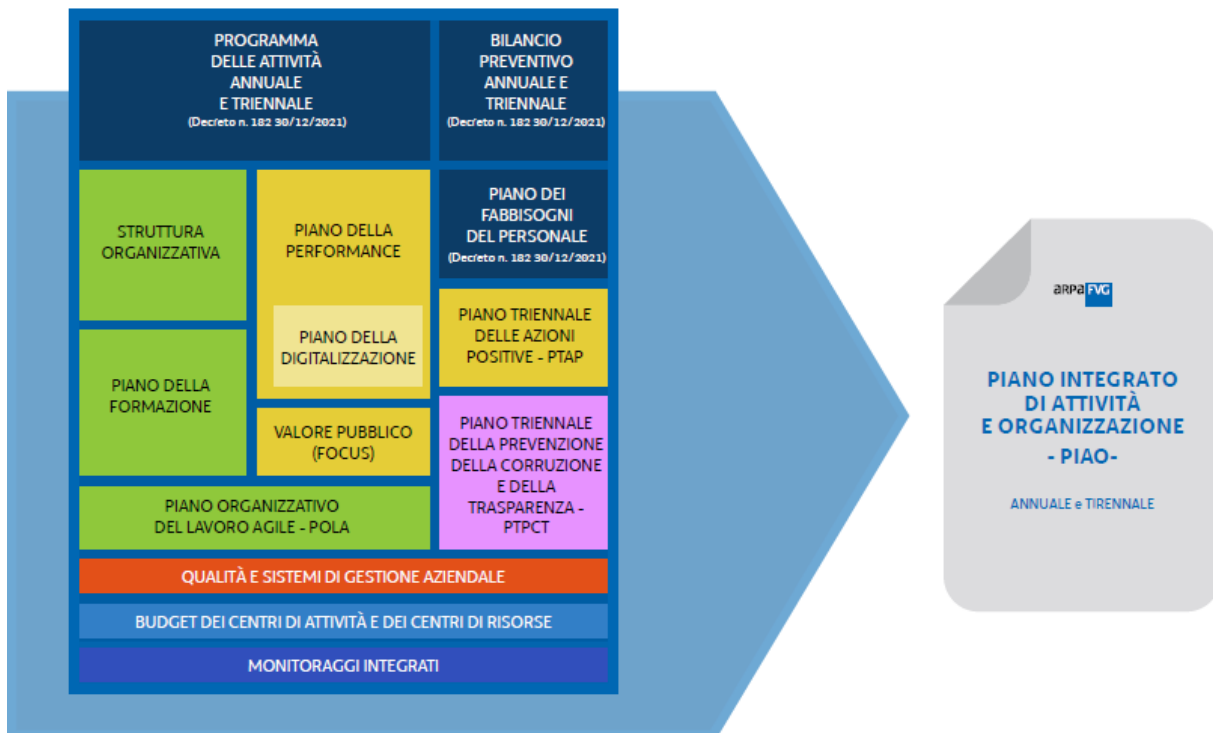 PROGRAMMA
DELLE ATTIVITÀ
ANNUALE
E TRIENNALE
(Decreto n. 182 30/12/2021)
BILANCIO
PREVENTIVO
ANNUALE E
TRIENNALE
(Decreto n. 182 30/12/2021)
STRUTTURA
ORGANIZZATIVA
PIANO DELLA
PERFORMANCE
PIANO DEI
FABBISOGNI
DEL PERSONALE
(Decreto n. 182 30/12/2021)
PIANO DELLA
DIGITALIZZAZIONE
PIANO TRIENNALE
DELLE AZIONI
POSITIVE - PTAP
PIANO DELLA
FORMAZIONE
VALORE PUBBLICO
(FOCUS)
PIANO TRIENNALE
DELLA PREVENZIONE
DELLA CORRUZIONE
E DELLA
TRASPARENZA -
PTPCT
PIANO ORGANIZZATIVO
DEL LAVORO AGILE - POLA
QUALITÀ E SISTEMI DI GESTIONE AZIENDALE
BUDGET DEI CENTRI DI ATTIVITÀ E DEI CENTRI DI RISORSE
MONITORAGGI INTEGRATI
arpa FVG
PIANO INTEGRATO
DI ATTIVITÀ
E ORGANIZZAZIONE
- PIAO-
ANNUALE e TIRENNALE